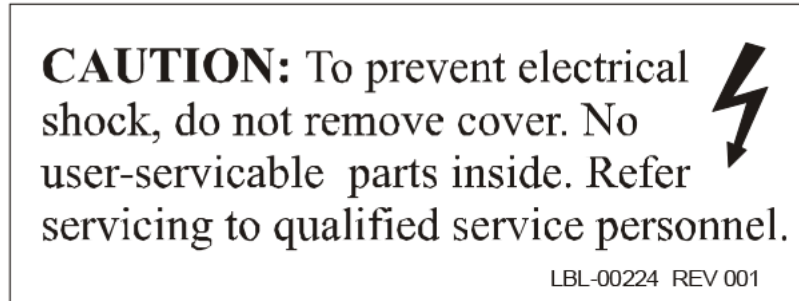 CAUTION: To prevent electrical
shock, do not remove cover. No
user-servicable  parts inside. Refer
servicing to qualified service personnel.
LBL-00224  REV 001